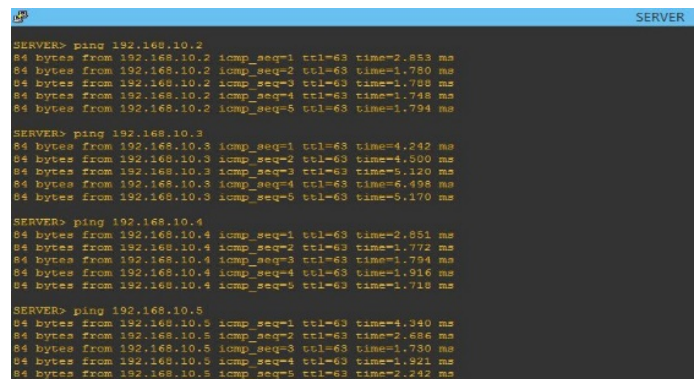 SERVER
SERVER> ping 192.168.10.2
84 bytes from 192.168.10.2 icmp_seq=1 ttl=63 time=2.853 ms
84 bytes from 192.168.10.2 icmp_seq=2 ttl=63 time=1.780 ms
84 bytes from 192.168.10.2 icmp_seq=3 ttl=63 time=1.788 ms
84 bytes from 192.168.10.2 icmp_seq=4 ttl=63 time=1.748 ms
84 bytes from 192.168.10.2 icmp_seq=5 ttl=63 time=1.794 ms
SERVER> ping 192.168.10.3
84 bytes from 192.168.10.3 icmp_seq=1 ttl=63 time=4.242 ms
84 bytes from 192.168.10.3 icmp_seq=2 ttl=63 time=4.500 ms
84 bytes from 192.168.10.3 icmp_seq=3 ttl=63 time=5.120 ms
84 bytes from 192.168.10.3 icmp_seq=4 ttl=63 time=6.498 ms
84 bytes from 192.168.10.3 icmp_seq=5 ttl=63 time=5.170 ms
SERVER> ping 192.168.10.4
84 bytes from 192.168.10.4 icmp_seq=1 ttl=63 time=2.851 ms
84 bytes from 192.168.10.4 icmp_seq=2 ttl=63 time=1.772 ms
84 bytes from 192.168.10.4 icmp_seq=3 ttl=63 time=1.794 ms
84 bytes from 192.168.10.4 icmp_seq=4 ttl=63 time=1.916 ms
84 bytes from 192.168.10.4 icmp_seq=5 ttl=63 time=1.718 ms
SERVER> ping 192.168.10.5
84 bytes from 192.168.10.5 icmp_seq=1 ttl=63 time=4.340 ms
84 bytes from 192.168.10.5 icmp_seq=2 ttl=63 time=2.686 ms
84 bytes from 192.168.10.5 icmp_seq=3 ttl=63 time=1.730 ms
84 bytes from 192.168.10.5 icmp_seq=4 ttl=63 time=1.921 ms
84 bytes from 192.168.10.5 icmp_seq=5 ttl=63 time=2.242 ms